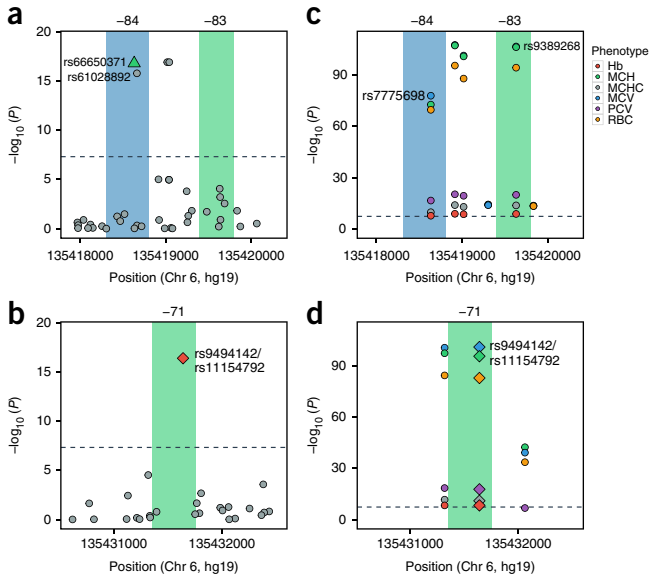 a
−84
−83
20
15
10
5
0
−log10 (P)
rs66650371
rs61028892
135418000
135419000
135420000
Position (Chr 6, hg19)
c
−84
−83
90
60
30
0
−log10 (P)
rs7775698
rs9389268
135418000
135419000
135420000
Position (Chr 6, hg19)
Phenotype
Hb
MCH
MCHC
MCV
PCV
RBC
b
−71
20
15
10
5
0
−log10 (P)
rs9494142/
rs11154792
135431000
135432000
Position (Chr 6, hg19)
d
−71
90
60
30
0
−log10 (P)
rs9494142/
rs11154792
135431000
135432000
Position (Chr 6, hg19)